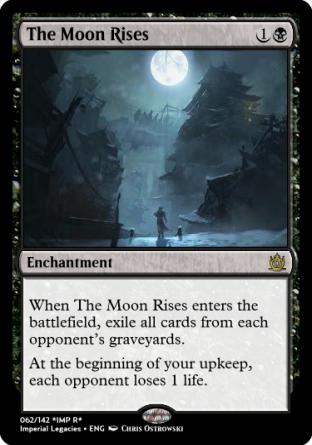 The Moon Rises 1
Enchantment
When The Moon Rises enters the
battlefield, exile all cards from each
opponent's graveyards.
At the beginning of your upkeep,
each opponent loses 1 life.
062/142 *IMP R*
Imperial Legacies • ENG Chris Ostrowski